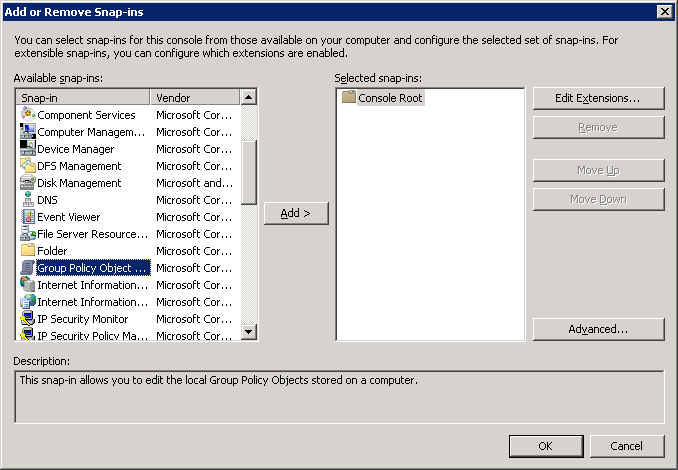 Add or Remove Snap-ins
You can select snap-ins for this console from those available on your computer and configure the selected set of snap-ins. For
extensible snap-ins, you can configure which extensions are enabled.
Available snap-ins:
Snap-in Vendor
Component Services Microsoft Cor...
Computer Managem... Microsoft Cor...
Device Manager Microsoft Cor...
DFS Management Microsoft Cor...
Disk Management Microsoft and...
DNS Microsoft Cor...
Event Viewer Microsoft Cor...
File Server Resource... Microsoft Cor...
Folder Microsoft Cor...
Group Policy Object ... Microsoft Cor...
Internet Information... Microsoft Cor...
Internet Information... Microsoft Cor...
IP Security Monitor Microsoft Cor...
IP Security Policy Ma... Microsoft Cor...
Add >
Selected snap-ins:
Console Root
Edit Extensions...
Remove
Move Up
Move Down
Advanced...
Description:
This snap-in allows you to edit the local Group Policy Objects stored on a computer.
OK
Cancel